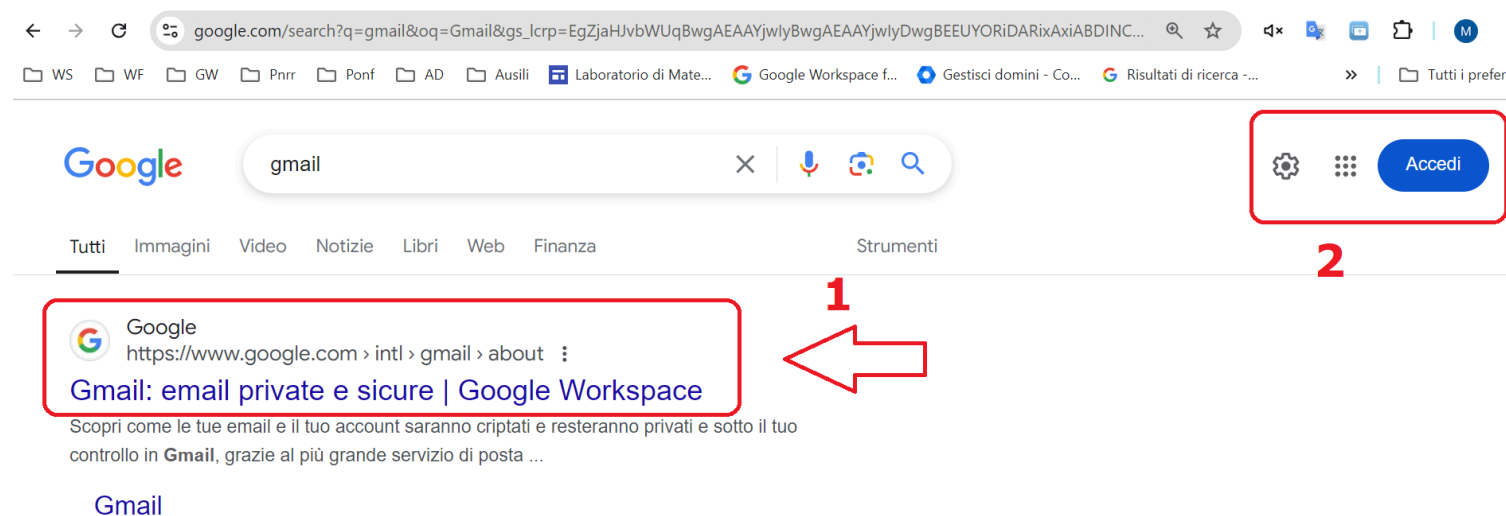 google.com/search?q=gmail&oq=Gmail&gs_lcrp=EgZjaHJvbWUqBwgAEAAYjwIyBwgAEAAYjwIyDwgBEEUYORiDARixAxiABDINC...
M
WS WF GW Pnrr Ponf AD Ausili Laboratorio di Mate... Google Workspace f... Gestisci domini - Co... Risultati di ricerca -... » Tutti i prefer
Google gmail Accedi
Tutti Immagini Video Notizie Libri Web Finanza Strumenti
2
1
Google
https://www.google.com › intl › gmail › about
Gmail: email private e sicure | Google Workspace
Scopri come le tue email e il tuo account saranno criptati e resteranno privati e sotto il tuo
controllo in Gmail, grazie al più grande servizio di posta ...
Gmail